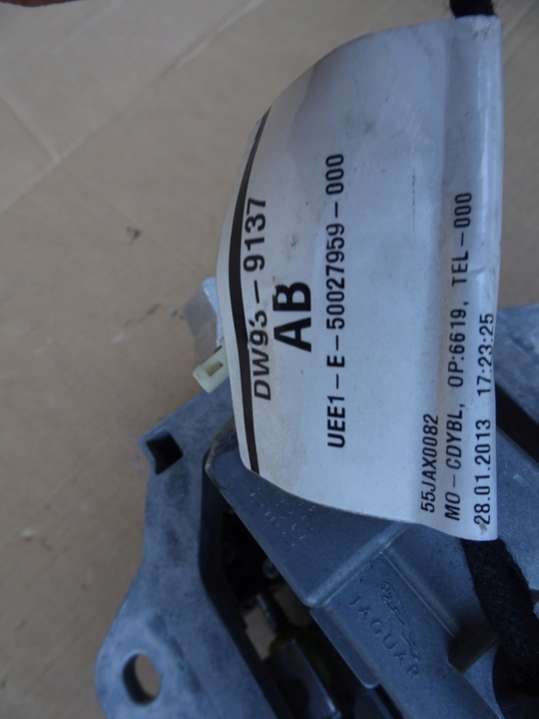 DW93-9137
AB
UEE1-E-50027959-000
55JAX0082
MO-CDYBL, OP:6619, TEL-000
28.01.2013 17:23:25
JAGUAR